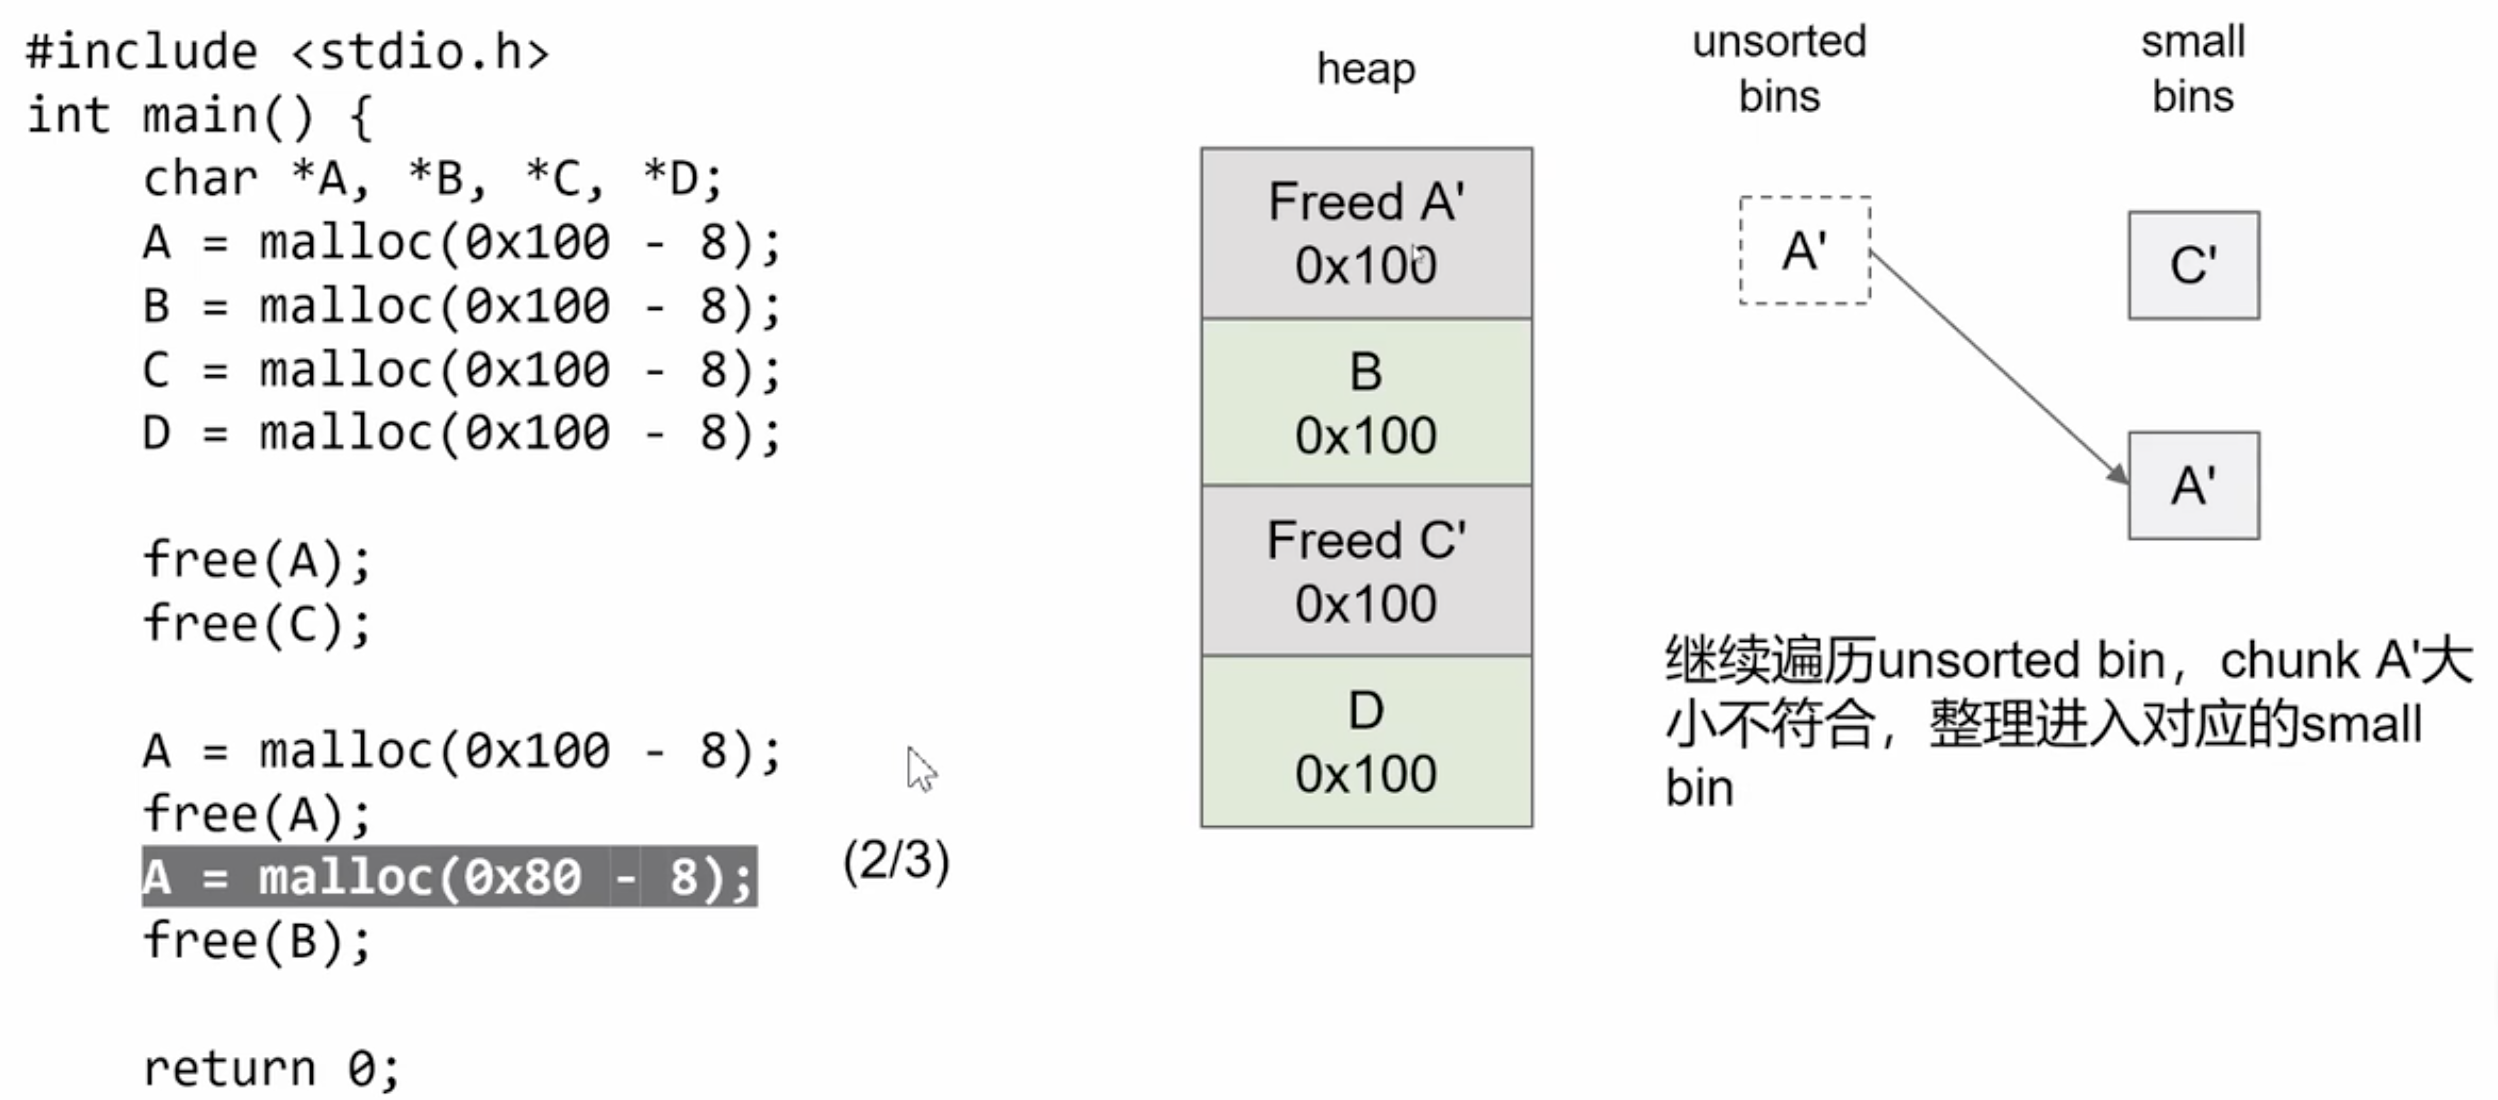 #include <stdio.h>
int main() {
char *A, *B, *C, *D;
A = malloc(0x100 - 8);
B = malloc(0x100 - 8);
C = malloc(0x100 - 8);
D = malloc(0x100 - 8);
free(A);
free(C);
A = malloc(0x100 - 8);
free(A);
A = malloc(0x80 - 8);
(2/3)
free(B);
return 0;
heap
Freed A'
0x100
B
0x100
Freed C'
0x100
D
0x100
unsorted
bins
A'
small
bins
C'
A'
继续遍历unsorted bin，chunk A'大
小不符合，整理进入对应的small
bin